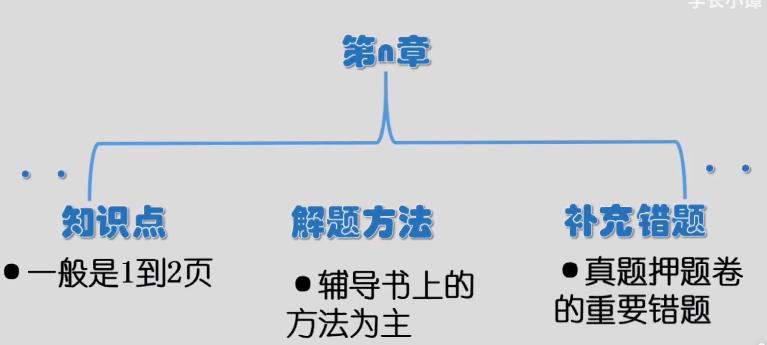 学长小谭
第n章
知识点
解题方法
补充错题
一般是1到2页
辅导书上的
方法为主
真题押题卷
的重要错题